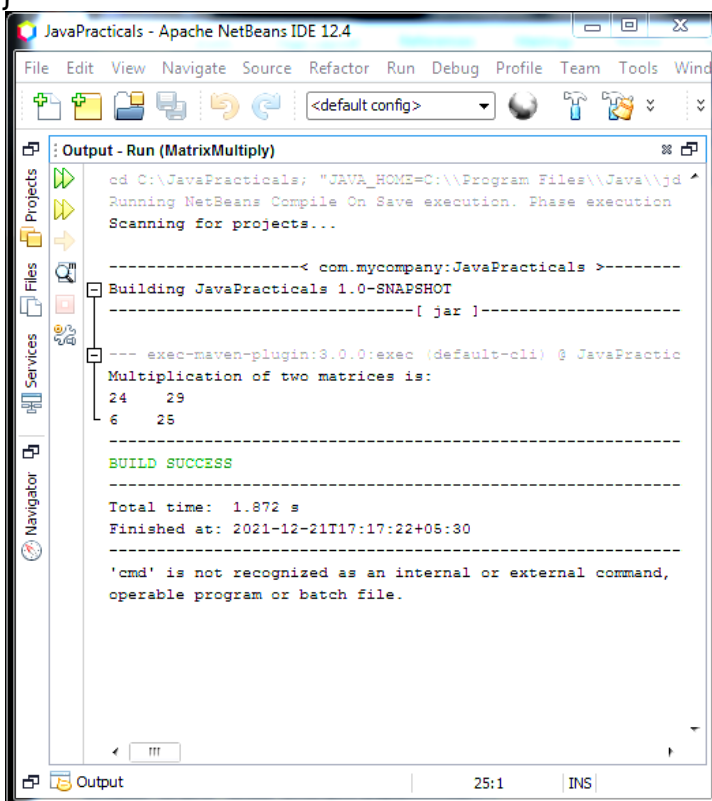 j
JavaPracticals - Apache NetBeans IDE 12.4
File Edit View Navigate Source Refactor Run Debug Profile Team Tools Wind
<default config>
Output - Run (MatrixMultiply)
Projects
Files
Services
Navigator
cd C:\JavaPracticals; "JAVA_HOME=C:\\Program Files\\Java\\jd
Running NetBeans Compile On Save execution. Phase execution
Scanning for projects...
--------------------< com.mycompany:JavaPracticals >--------
Building JavaPracticals 1.0-SNAPSHOT
--------------------------------[ jar ]---------------------
--- exec-maven-plugin:3.0.0:exec (default-cli) @ JavaPractic
Multiplication of two matrices is:
24 29
6 25
------------------------------------------------------------
BUILD SUCCESS
------------------------------------------------------------
Total time: 1.872 s
Finished at: 2021-12-21T17:17:22+05:30
------------------------------------------------------------
'cmd' is not recognized as an internal or external command,
operable program or batch file.
Output
25:1 INS